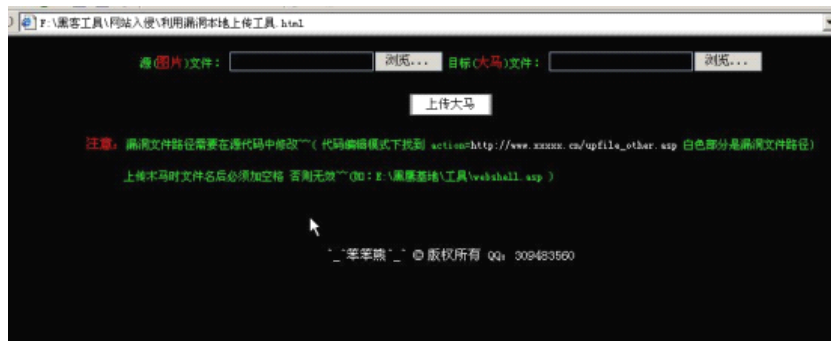 F:\黑客工具\网站入侵\利用漏洞本地上传工具.html
源(图片)文件： 浏览... 目标(大马)文件： 浏览...
上传大马
注意：漏洞文件路径需要在源代码中修改~~( 代码编辑模式下找到 action=http://www.xxxxx.cn/upfile_other.asp 白色部分是漏洞文件路径)
上传木马时文件名后必须加空格 否则无效~~(如：E:\黑鹰基地\工具\webshell.asp )
^_^笨笨熊^_^ © 版权所有 QQ: 309483560